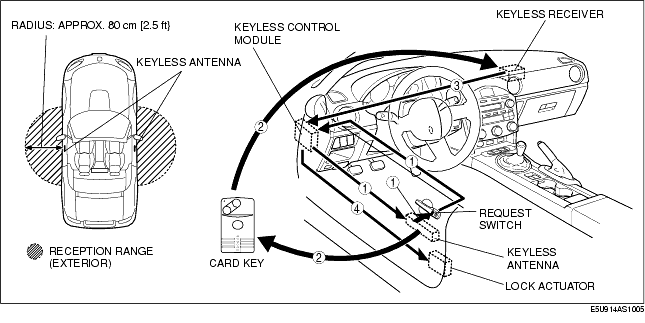 RADIUS: APPROX. 80 cm {2.5 ft}
KEYLESS ANTENNA
KEYLESS CONTROL
MODULE
KEYLESS RECEIVER
2
3
1
1
1
4
2
REQUEST
SWITCH
KEYLESS
ANTENNA
LOCK ACTUATOR
CARD KEY
RECEPTION RANGE
(EXTERIOR)
E5U914AS1005